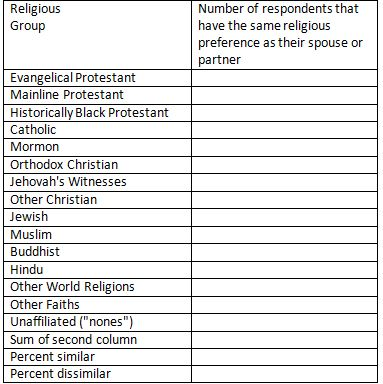 Religious
Group
Number of respondents that
have the same religious
preference as their spouse or
partner
Evangelical Protestant
Mainline Protestant
Historically Black Protestant
Catholic
Mormon
Orthodox Christian
Jehovah's Witnesses
Other Christian
Jewish
Muslim
Buddhist
Hindu
Other World Religions
Other Faiths
Unaffiliated ("nones")
Sum of second column
Percent similar
Percent dissimilar